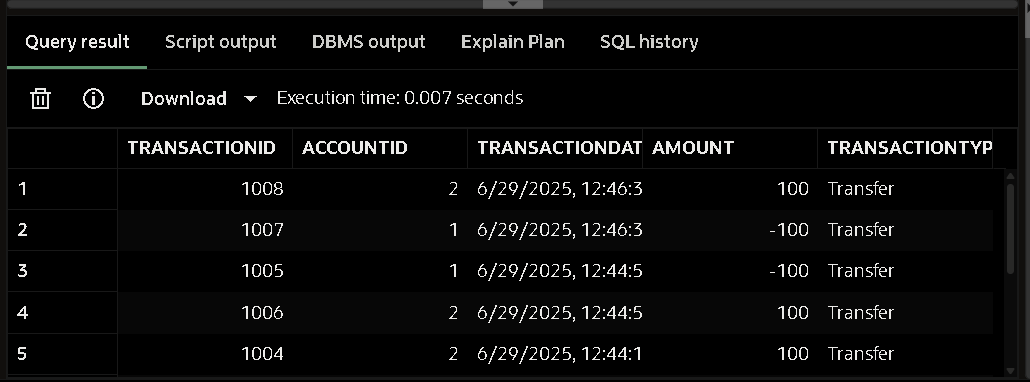 Query result Script output DBMS output Explain Plan SQL history
Download Execution time: 0.007 seconds
TRANSACTIONID ACCOUNTID TRANSACTIONDAT AMOUNT TRANSACTIONTYP
1 1008 2 6/29/2025, 12:46:3 100 Transfer
2 1007 1 6/29/2025, 12:46:3 -100 Transfer
3 1005 1 6/29/2025, 12:44:5 -100 Transfer
4 1006 2 6/29/2025, 12:44:5 100 Transfer
5 1004 2 6/29/2025, 12:44:1 100 Transfer